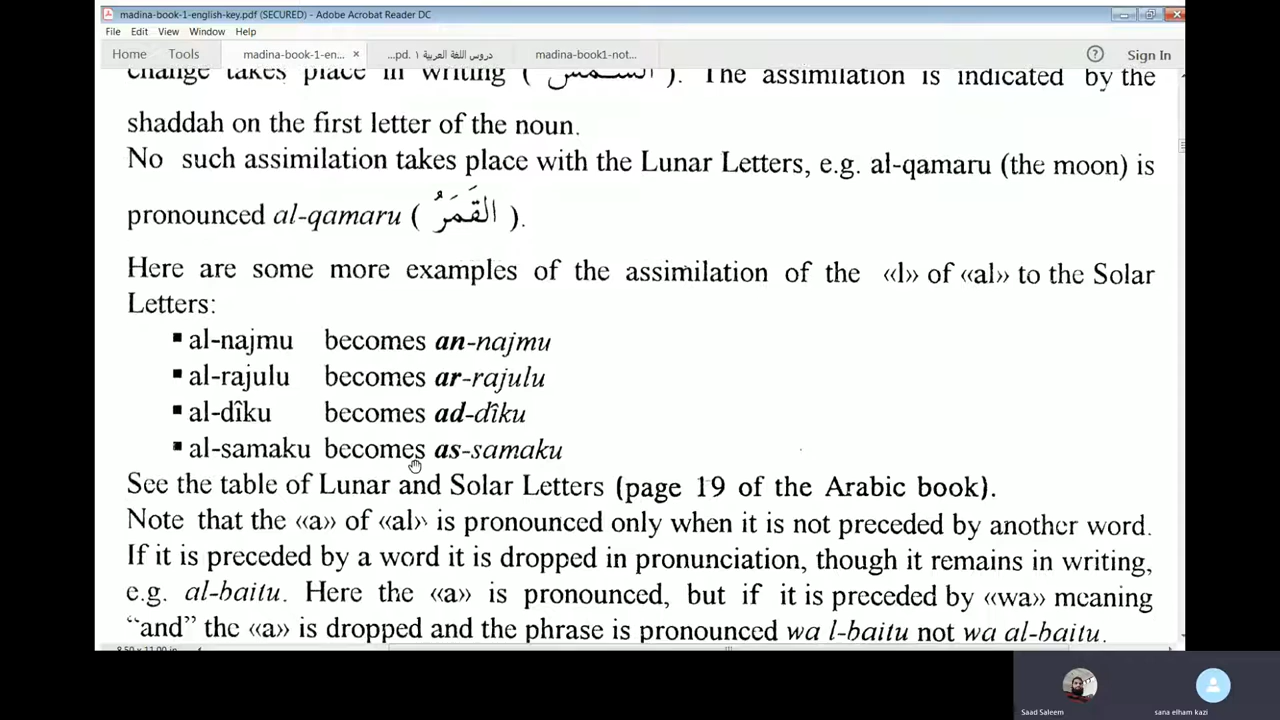 madina-book-1-english-key.pdf (SECURED) - Adobe Acrobat Reader DC
File Edit View Window Help
Home Tools madina-book-1-en... × ...pd. ١ دروس اللغة العربية madina-book1-not... ? Sign In
change takes place in writing ( الشَّمْسُ ). The assimilation is indicated by the
shaddah on the first letter of the noun.
No such assimilation takes place with the Lunar Letters, e.g. al-qamaru (the moon) is
pronounced al-qamaru ( القَمَرُ ).
Here are some more examples of the assimilation of the «l» of «al» to the Solar
Letters:
▪ al-najmu becomes an-najmu
▪ al-rajulu becomes ar-rajulu
▪ al-dîku becomes ad-dîku
▪ al-samaku becomes as-samaku
See the table of Lunar and Solar Letters (page 19 of the Arabic book).
Note that the «a» of «al» is pronounced only when it is not preceded by another word.
If it is preceded by a word it is dropped in pronunciation, though it remains in writing,
e.g. al-baitu. Here the «a» is pronounced, but if it is preceded by «wa» meaning
“and” the «a» is dropped and the phrase is pronounced wa l-baitu not wa al-baitu.
8.50 x 11.00 in
Saad Saleem
sana elham kazi